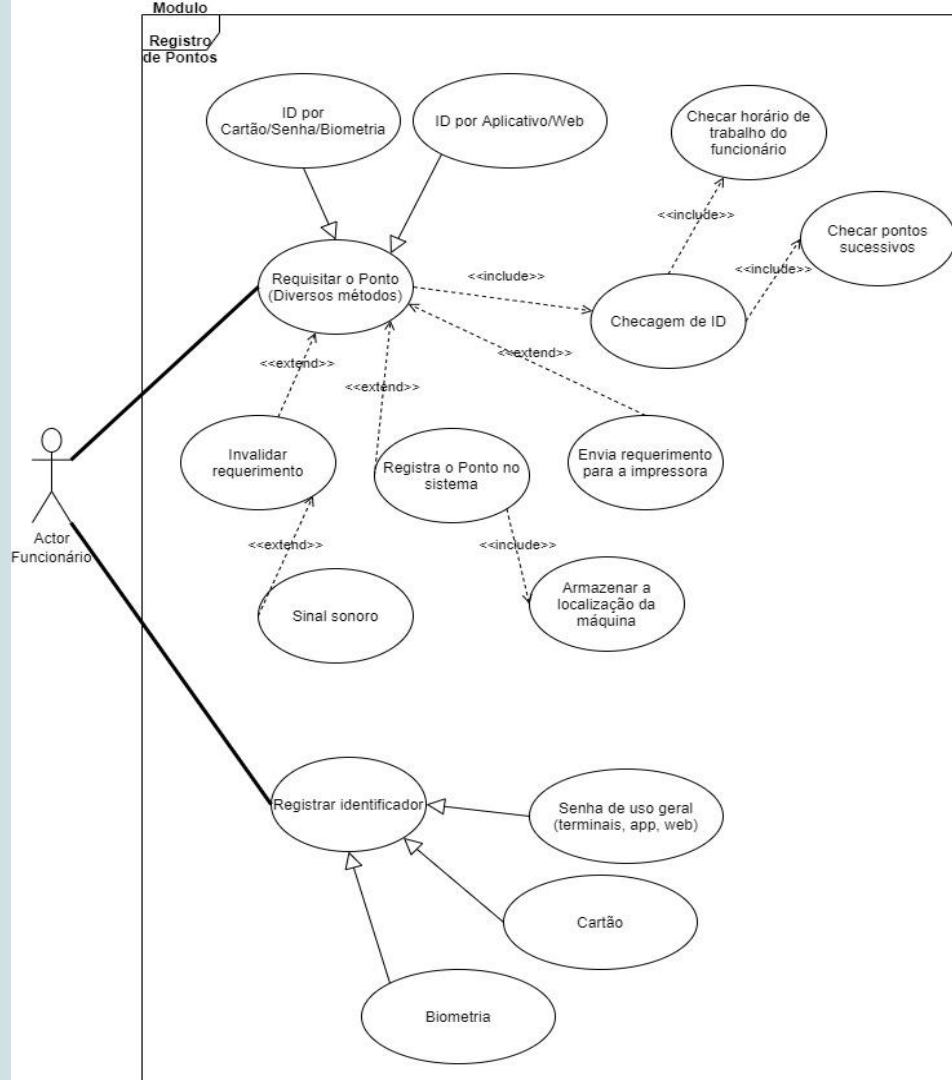 Modulo
Registro
de Pontos
ID por
Cartão/Senha/Biometria
ID por Aplicativo/Web
Checar horário de
trabalho do
funcionário
<<include>>
Checar pontos
sucessivos
<<include>>
Requisitar o Ponto
(Diversos métodos)
<<include>>
Checagem de ID
<<extend>>
<<extend>>
<<extend>>
Invalidar
requerimento
Registra o Ponto no
sistema
Envia requerimento
para a impressora
Actor
Funcionário
<<extend>>
<<include>>
Sinal sonoro
Armazenar a
localização da
máquina
Registrar identificador
Senha de uso geral
(terminais, app, web)
Cartão
Biometria